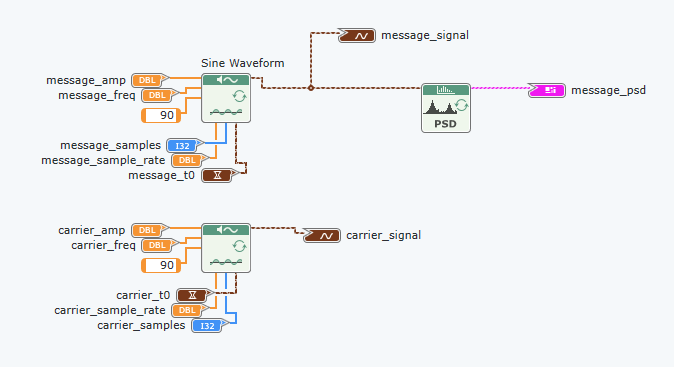 message_signal
Sine Waveform
message_amp DBL
message_freq DBL
message_psd
90
PSD
message_samples I32
message_sample_rate DBL
message_t0
carrier_amp DBL
carrier_signal
carrier_freq DBL
90
carrier_t0
carrier_sample_rate DBL
carrier_samples I32